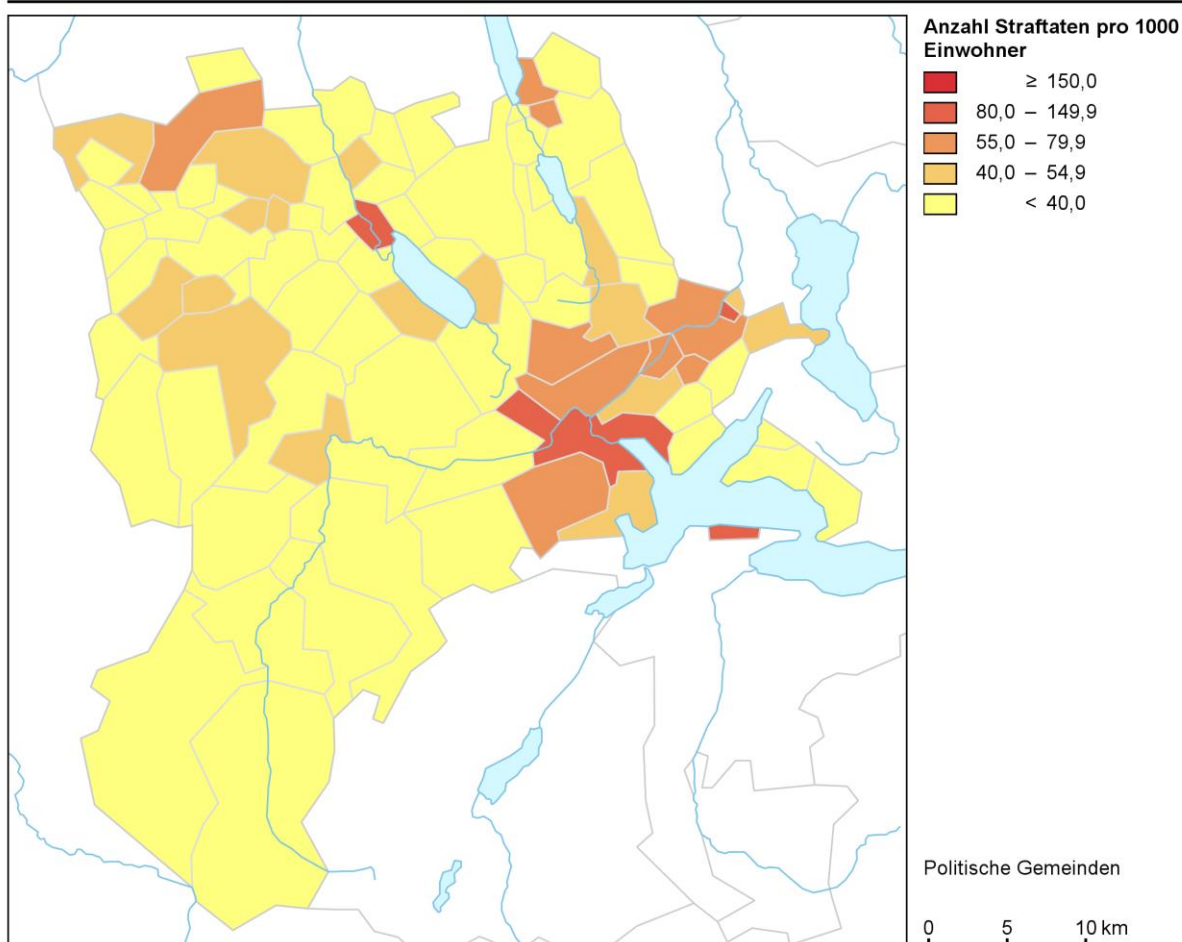 Anzahl Straftaten pro 1000
Einwohner
≥ 150,0
80,0 – 149,9
55,0 – 79,9
40,0 – 54,9
< 40,0
Politische Gemeinden
0 5 10 km